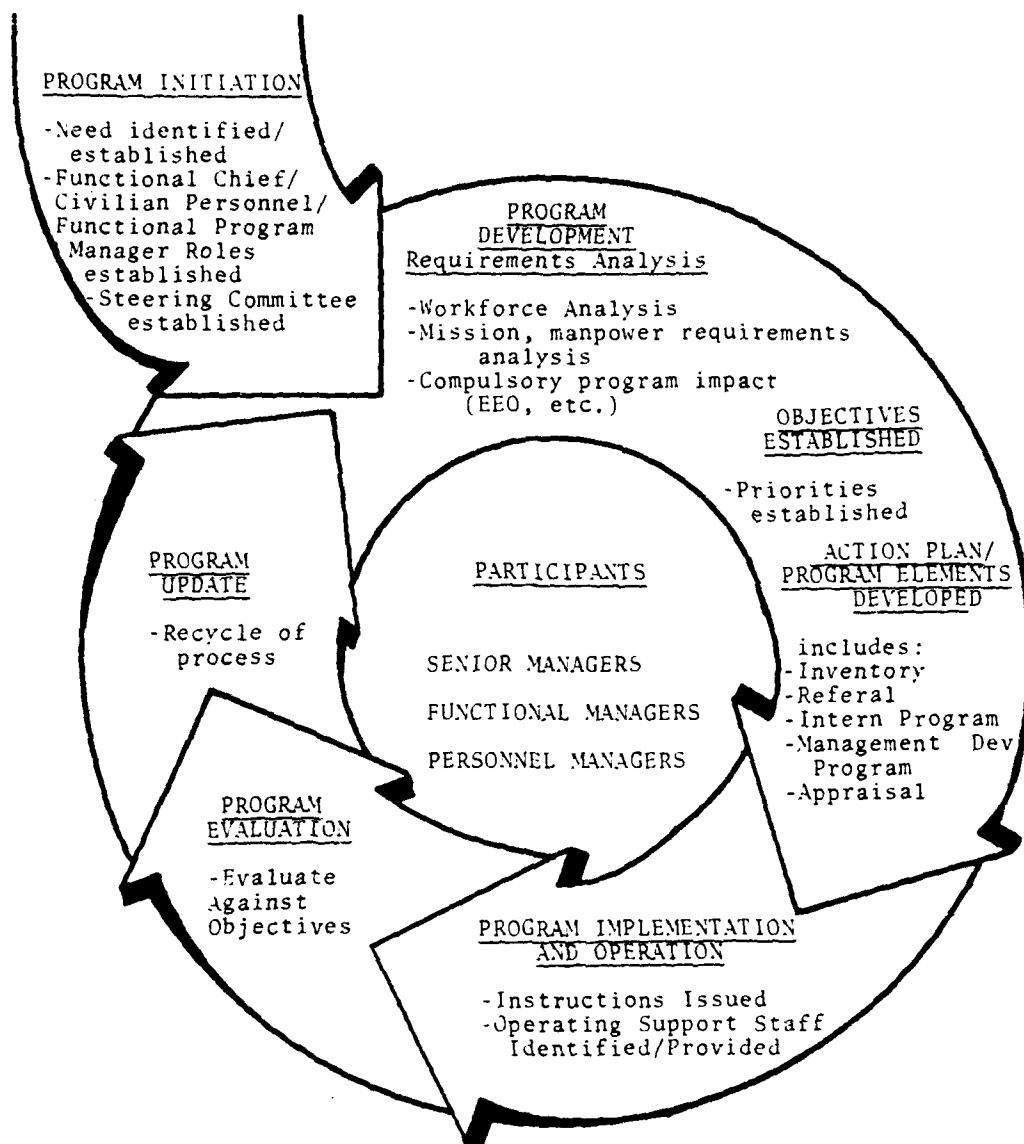 PROGRAM INITIATION
-Need identified/
established
-Functional Chief/
Civilian Personnel/
Functional Program
Manager Roles
established
-Steering Committee
established
PROGRAM
DEVELOPMENT
Requirements Analysis
-Workforce Analysis
-Mission, manpower requirements
analysis
-Compulsory program impact
(EEO, etc.)
OBJECTIVES
ESTABLISHED
-Priorities
established
ACTION PLAN/
PROGRAM ELEMENTS
DEVELOPED
includes:
-Inventory
-Referal
-Intern Program
-Management Dev
Program
-Appraisal
PROGRAM IMPLEMENTATION
AND OPERATION
-Instructions Issued
-Operating Support Staff
Identified/Provided
PROGRAM
EVALUATION
-Evaluate
Against
Objectives
PROGRAM
UPDATE
-Recycle of
process
PARTICIPANTS
SENIOR MANAGERS
FUNCTIONAL MANAGERS
PERSONNEL MANAGERS